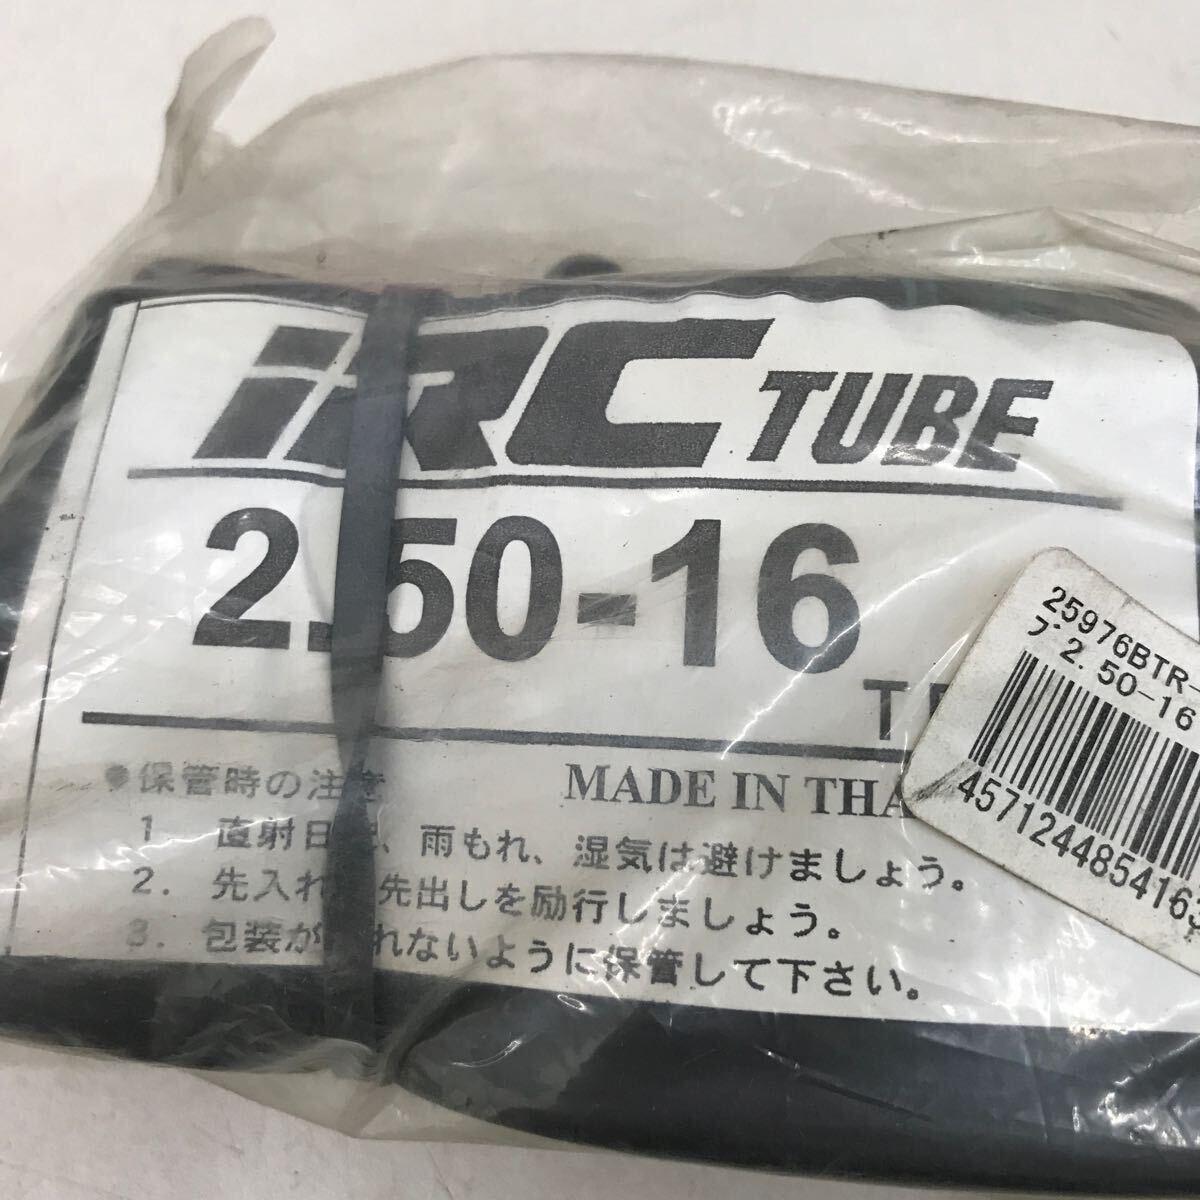 iRC TUBE
2.50-16
T
MADE IN THA
●保管時の注意
1. 直射日光、雨もれ、湿気は避けましょう。
2. 先入れ 先出しを励行しましょう。
3. 包装が れないように保管して下さい。
25976BTR-
ブ2.50-16
457124485416